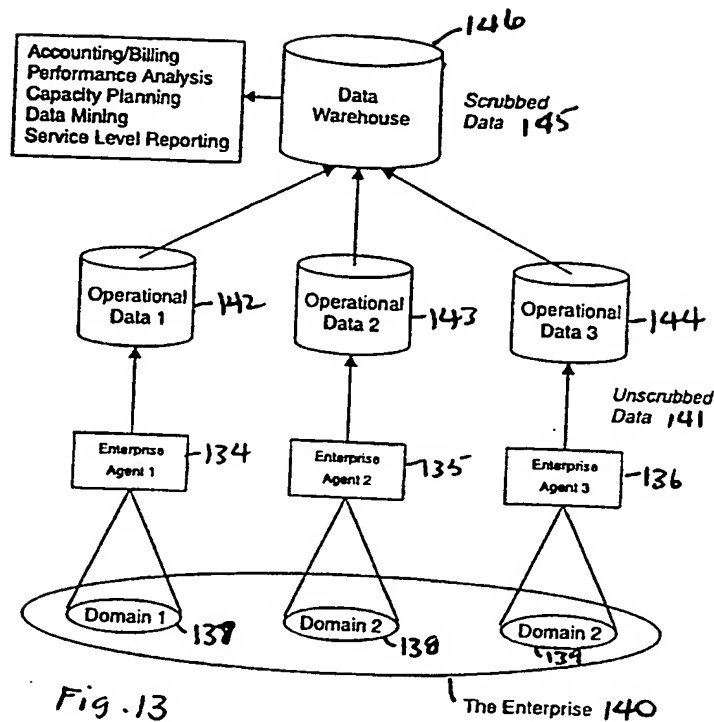 146
Accounting/Billing
Performance Analysis
Capacity Planning
Data Mining
Service Level Reporting
Data
Warehouse
Scrubbed
Data 145
Operational
Data 1
142
Operational
Data 2
143
Operational
Data 3
144
Unscrubbed
Data 141
Enterprise
Agent 1
134
Enterprise
Agent 2
135
Enterprise
Agent 3
136
Domain 1
Domain 2
138
Domain 2
139
The Enterprise 140
Fig. 13